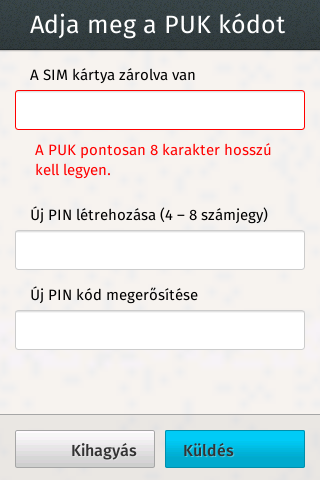 Adja meg a PUK kódot
A SIM kártya zárolva van
A PUK pontosan 8 karakter hosszú
kell legyen.
Új PIN létrehozása (4 – 8 számjegy)
Új PIN kód megerősítése
Kihagyás
Küldés